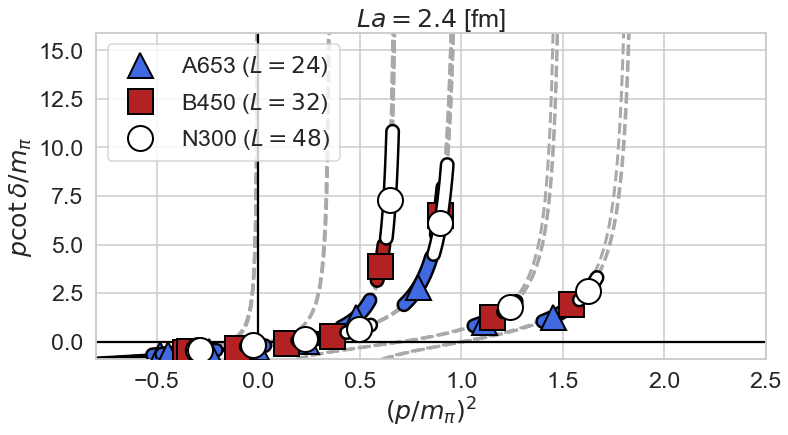 La = 2.4 [fm]
A653 (L = 24)
B450 (L = 32)
N300 (L = 48)
p cot δ/mπ
15.0
12.5
10.0
7.5
5.0
2.5
0.0
−0.5 0.0 0.5 1.0 1.5 2.0 2.5
(p/mπ)²